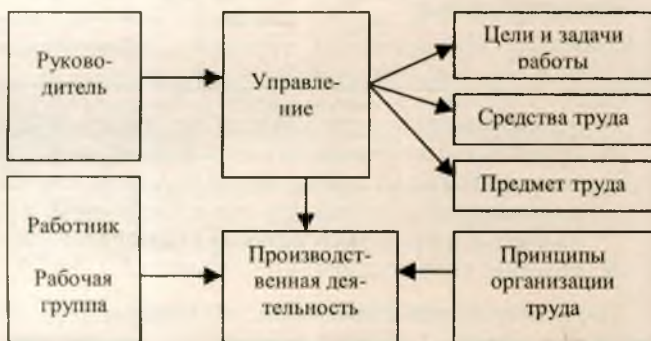 Руково-
дитель
Управле-
ние
Цели и задачи
работы
Средства труда
Предмет труда
Работник
Рабочая
группа
Производст-
венная дея-
тельность
Принципы
организации
труда